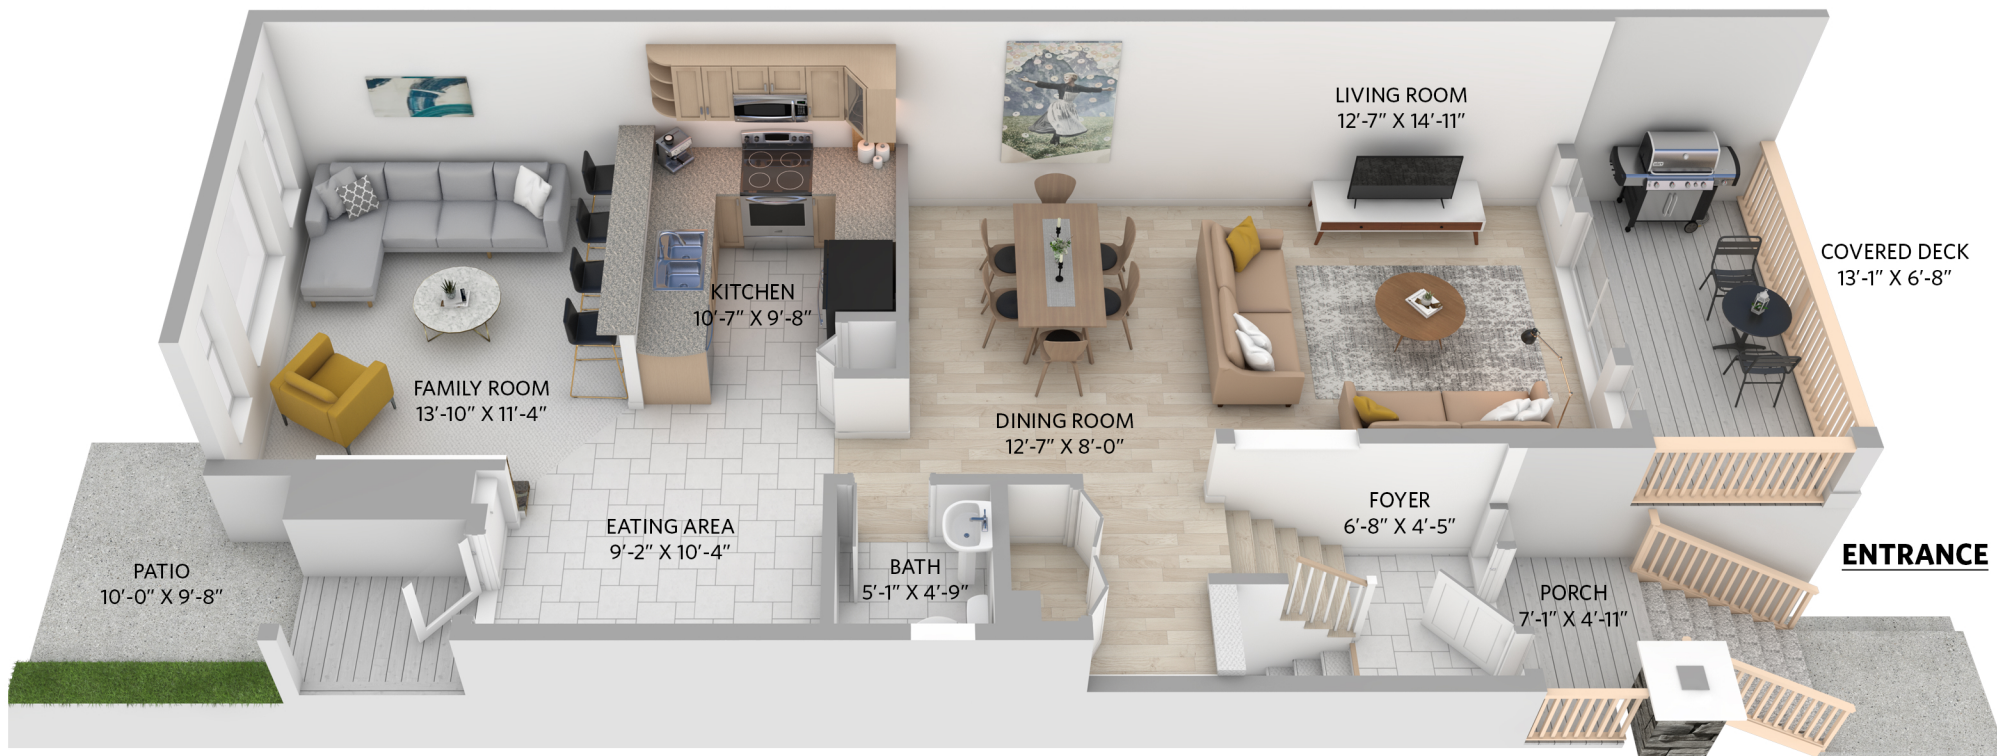 LIVING ROOM
12'-7" X 14'-11"
COVERED DECK
13'-1" X 6'-8"
KITCHEN
10'-7" X 9'-8"
FAMILY ROOM
13'-10" X 11'-4"
DINING ROOM
12'-7" X 8'-0"
FOYER
6'-8" X 4'-5"
EATING AREA
9'-2" X 10'-4"
ENTRANCE
PATIO
10'-0" X 9'-8"
BATH
5'-1" X 4'-9"
PORCH
7'-1" X 4'-11"